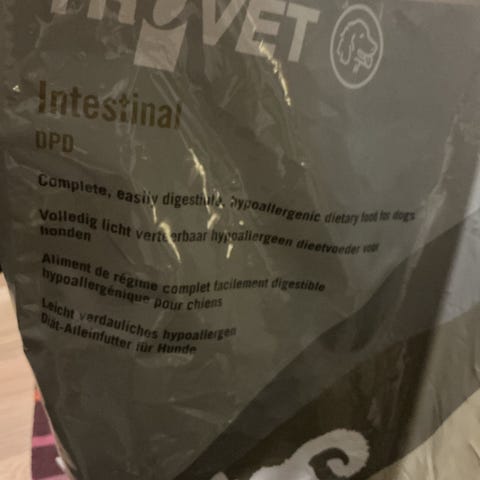 TROVET
Intestinal
DPD
Complete, easily digestible, hypoallergenic dietary food for dogs
Volledig licht verteerbaar hypoallergeen dieetvoeder voor
honden
Aliment de régime complet facilement digestible
hypoallergénique pour chiens
Leicht verdauliches hypoallergen
Diät-Alleinfutter für Hunde